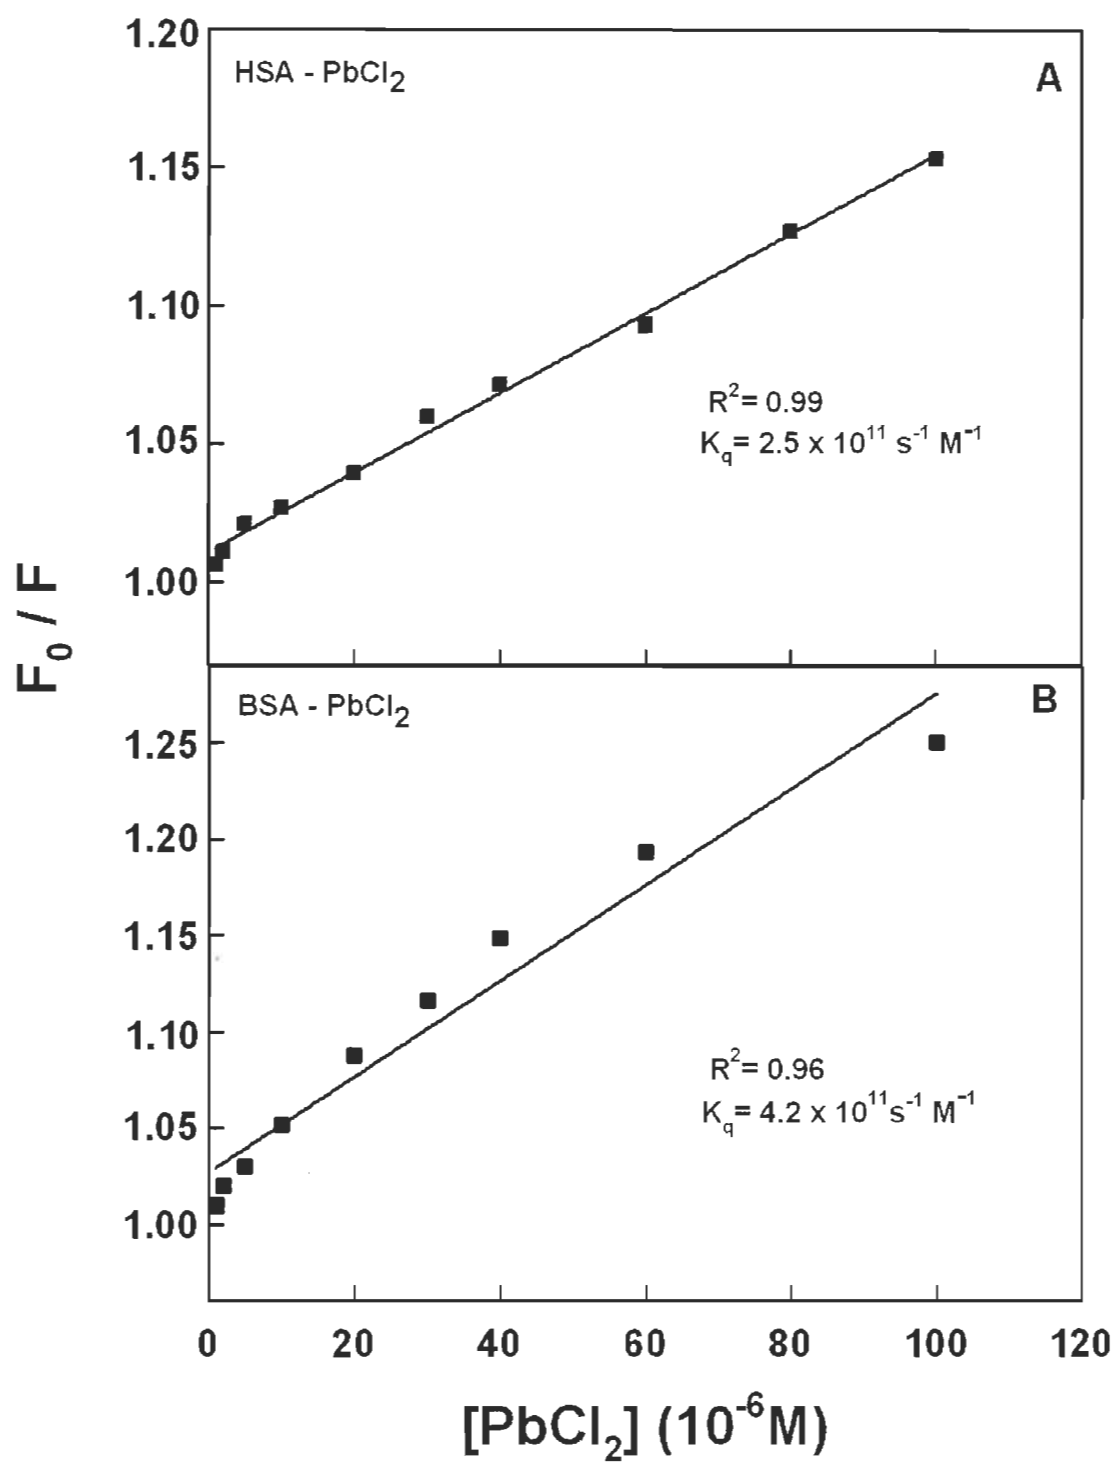 1.20
HSA - PbCl₂
A
1.15
1.10
R²= 0.99
K_q= 2.5 x 10¹¹ s⁻¹ M⁻¹
1.05
1.00
F₀ / F
BSA - PbCl₂
B
1.25
1.20
1.15
1.10
R²= 0.96
K_q= 4.2 x 10¹¹s⁻¹ M⁻¹
1.05
1.00
0 20 40 60 80 100 120
[PbCl₂] (10⁻⁶M)